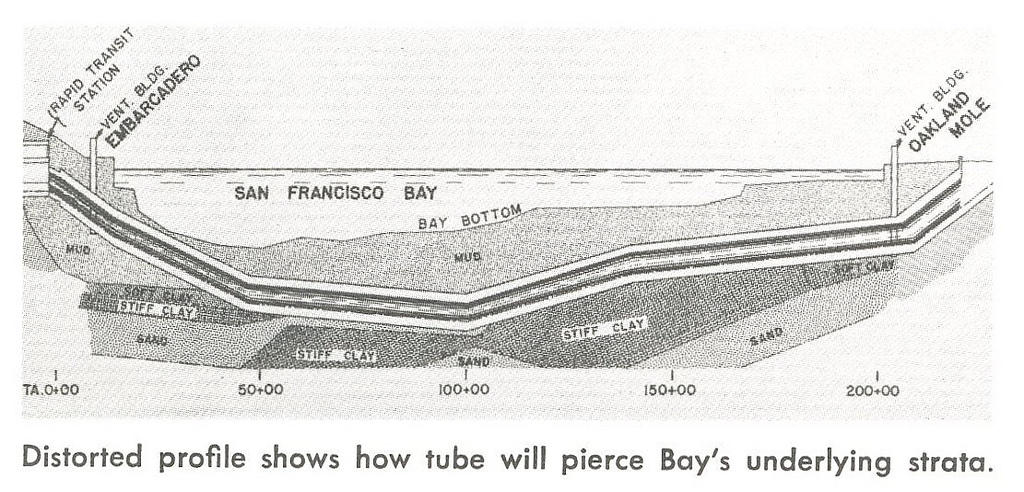 RAPID TRANSIT
STATION
VENT. BLDG.
EMBARCADERO
VENT. BLDG.
OAKLAND
MOLE
SAN FRANCISCO BAY
BAY BOTTOM
MUD
MUD
SOFT CLAY
SOFT CLAY
STIFF CLAY
STIFF CLAY
SAND
SAND
STIFF CLAY
SAND
TA.0+00
50+00
100+00
150+00
200+00
Distorted profile shows how tube will pierce Bay's underlying strata.